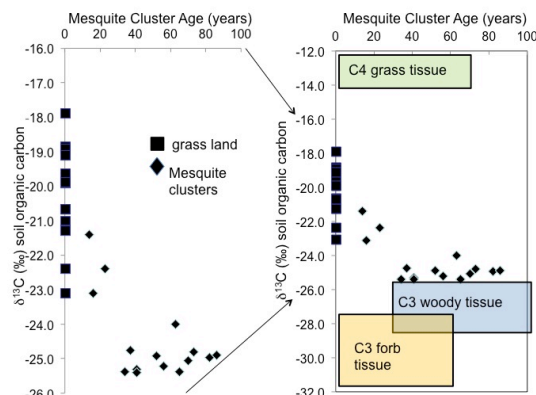 Mesquite Cluster Age (years)
0 20 40 60 80 100
-16.0
-17.0
-18.0
-19.0
-20.0
-21.0
-22.0
-23.0
-24.0
-25.0
-26.0
δ13C (‰) soil organic carbon
grass land
Mesquite
clusters
Mesquite Cluster Age (years)
0 20 40 60 80 100
-12.0
-14.0
-16.0
-18.0
-20.0
-22.0
-24.0
-26.0
-28.0
-30.0
-32.0
δ13C (‰) soil organic carbon
C4 grass tissue
C3 woody tissue
C3 forb
tissue